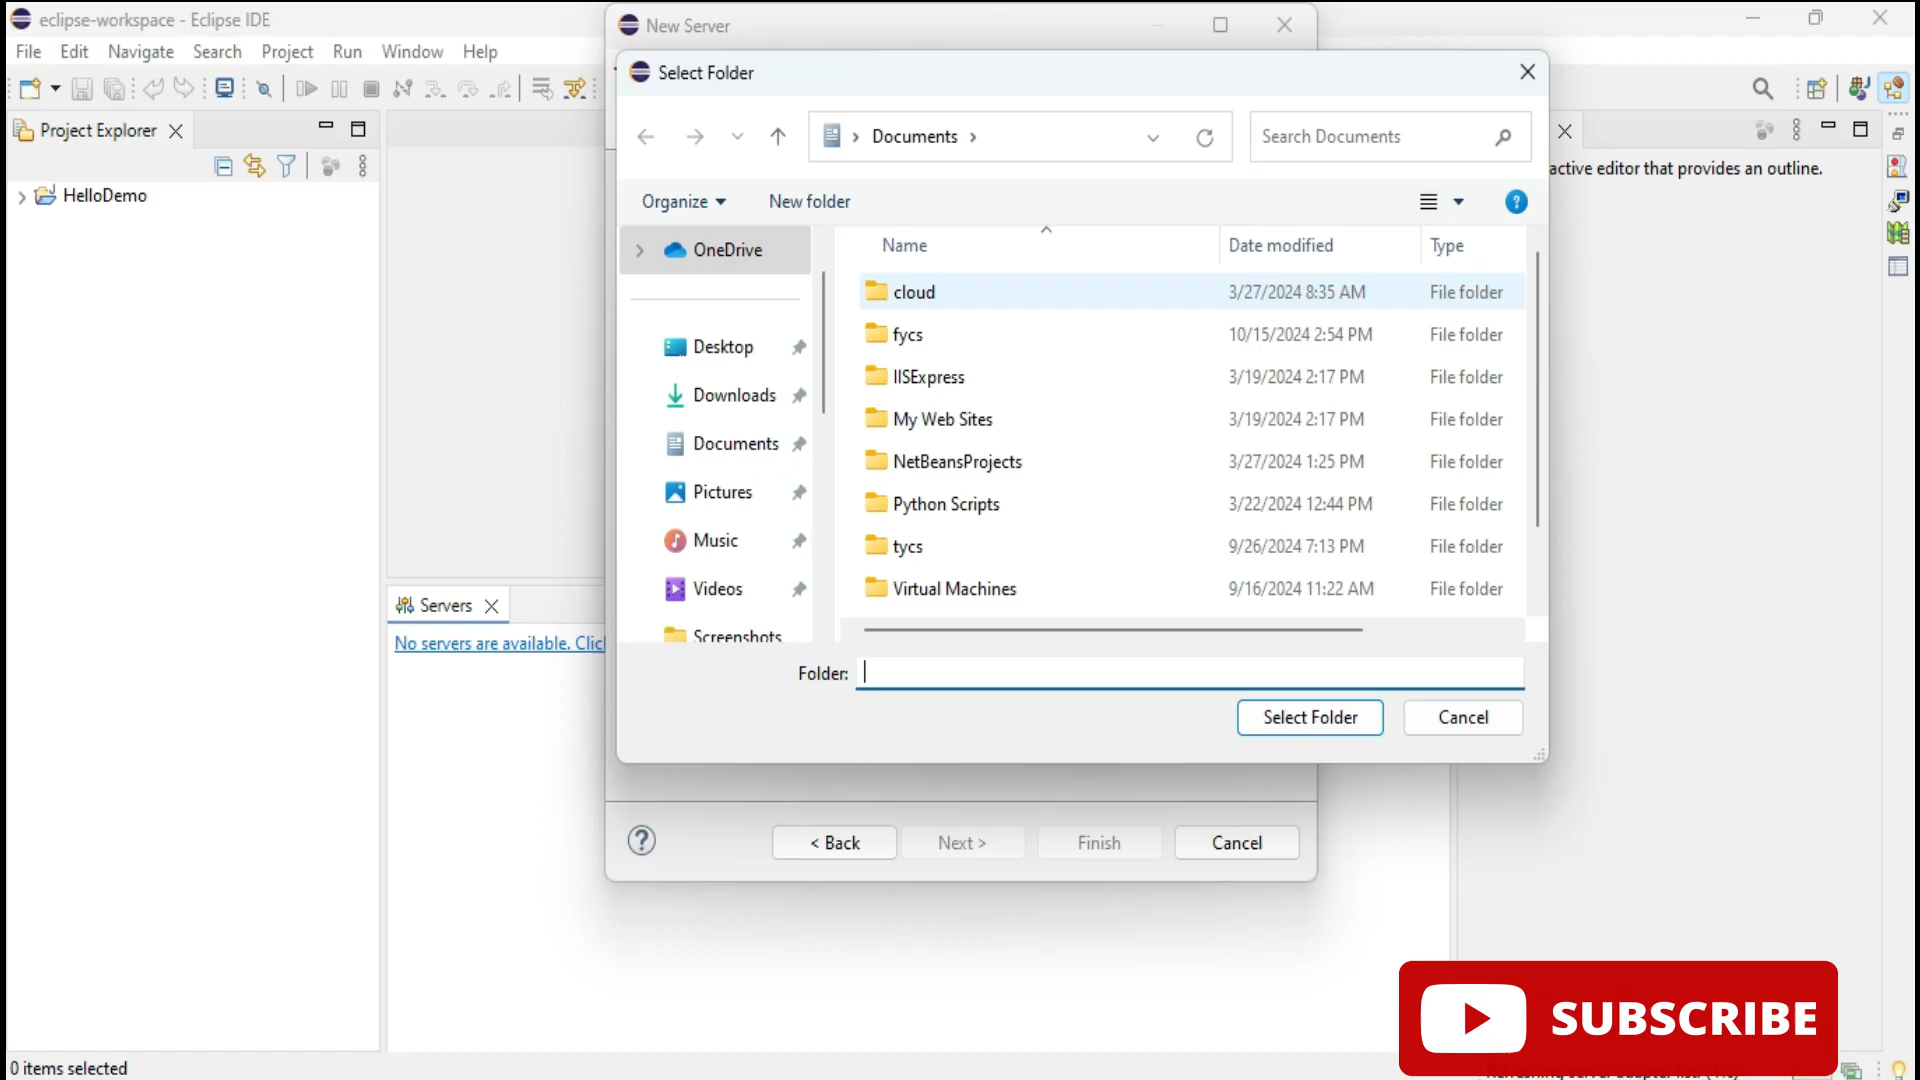 eclipse-workspace - Eclipse IDE
File Edit Navigate Search Project Run Window Help
Project Explorer
HelloDemo
New Server
Select Folder
Documents
Search Documents
Organize
New folder
OneDrive
Desktop
Downloads
Documents
Pictures
Music
Videos
Screenshots
Name Date modified Type
cloud 3/27/2024 8:35 AM File folder
fycs 10/15/2024 2:54 PM File folder
IISExpress 3/19/2024 2:17 PM File folder
My Web Sites 3/19/2024 2:17 PM File folder
NetBeansProjects 3/27/2024 1:25 PM File folder
Python Scripts 3/22/2024 12:44 PM File folder
tycs 9/26/2024 7:13 PM File folder
Virtual Machines 9/16/2024 11:22 AM File folder
Folder:
Select Folder Cancel
active editor that provides an outline.
Servers
No servers are available. Clic
< Back Next > Finish Cancel
SUBSCRIBE
0 items selected